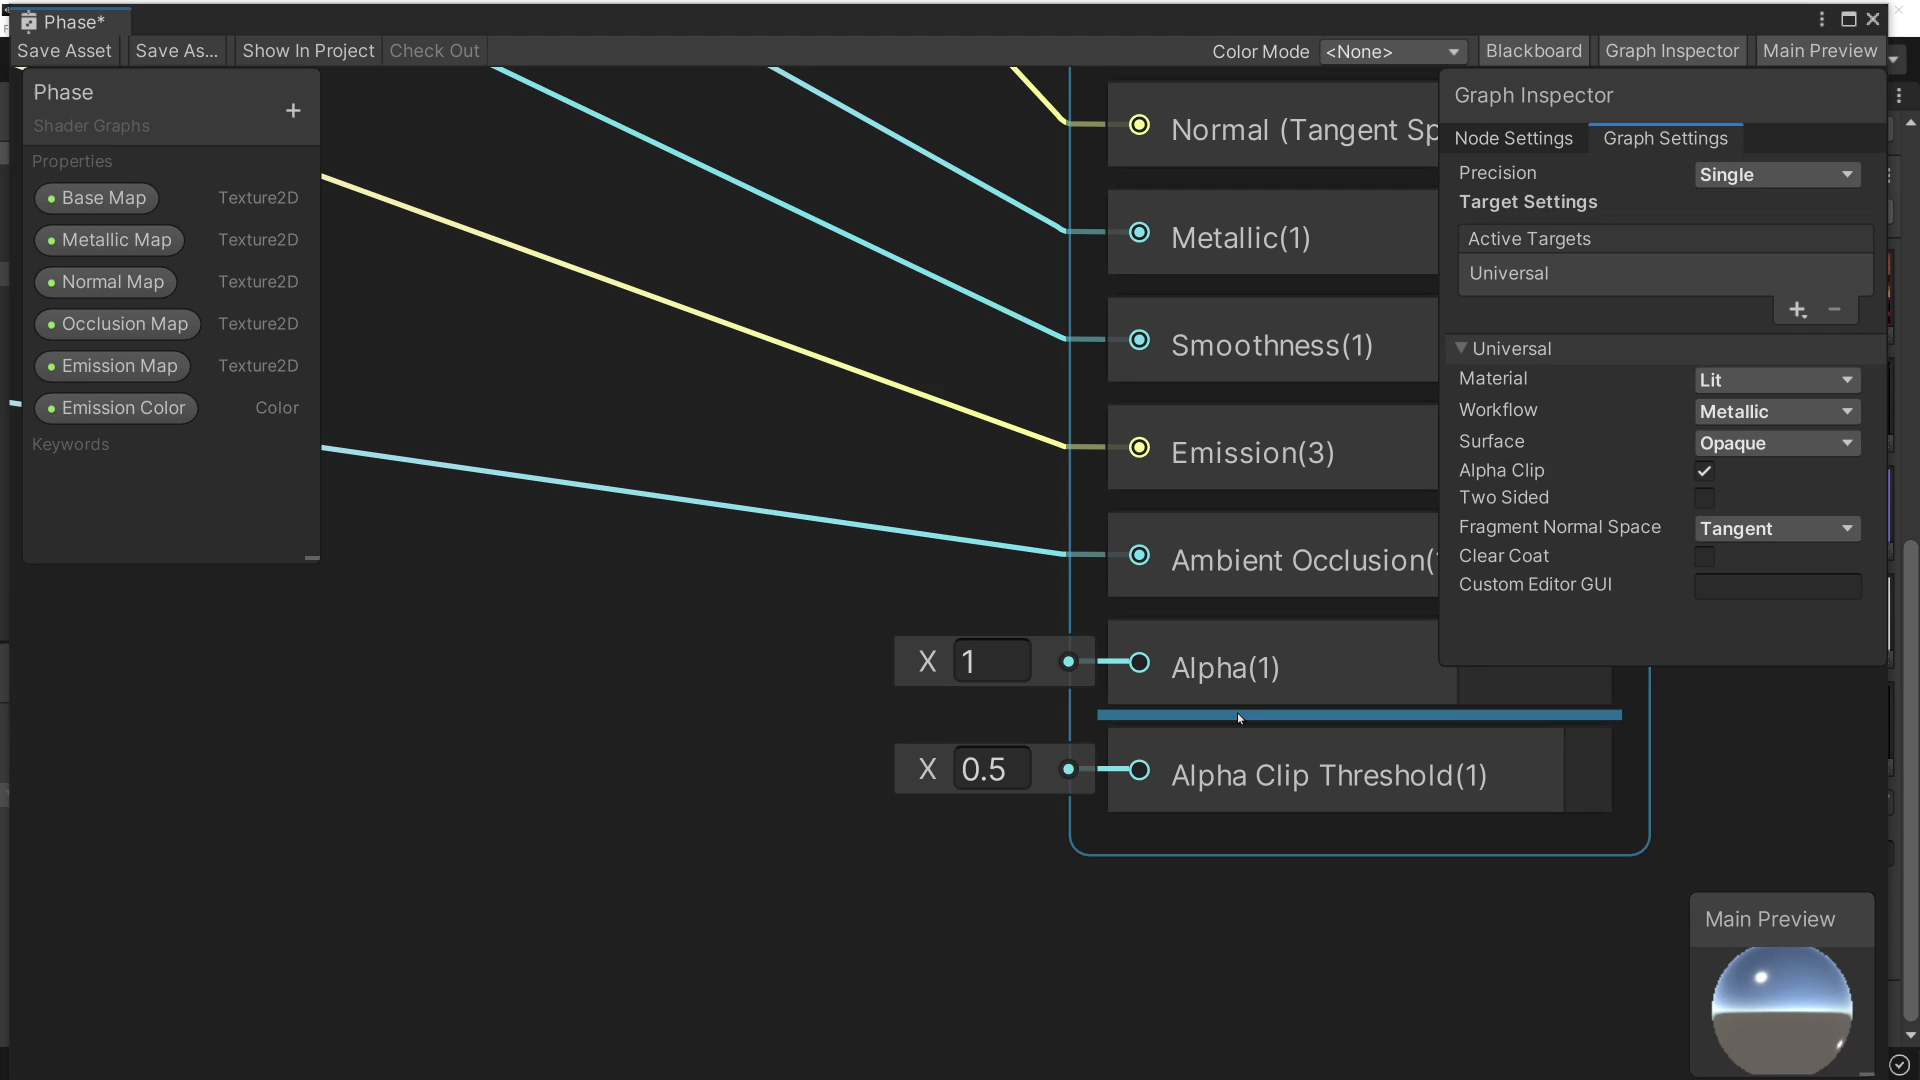 Phase*
Save Asset
Save As...
Show In Project
Check Out
Color Mode
<None>
Blackboard
Graph Inspector
Main Preview
Phase
Shader Graphs
+
Properties
Base Map Texture2D
Metallic Map Texture2D
Normal Map Texture2D
Occlusion Map Texture2D
Emission Map Texture2D
Emission Color Color
Keywords
Normal (Tangent Sp
Metallic(1)
Smoothness(1)
Emission(3)
Ambient Occlusion(
X 1
Alpha(1)
X 0.5
Alpha Clip Threshold(1)
Graph Inspector
Node Settings
Graph Settings
Precision Single
Target Settings
Active Targets
Universal
Universal
Material Lit
Workflow Metallic
Surface Opaque
Alpha Clip
Two Sided
Fragment Normal Space Tangent
Clear Coat
Custom Editor GUI
Main Preview